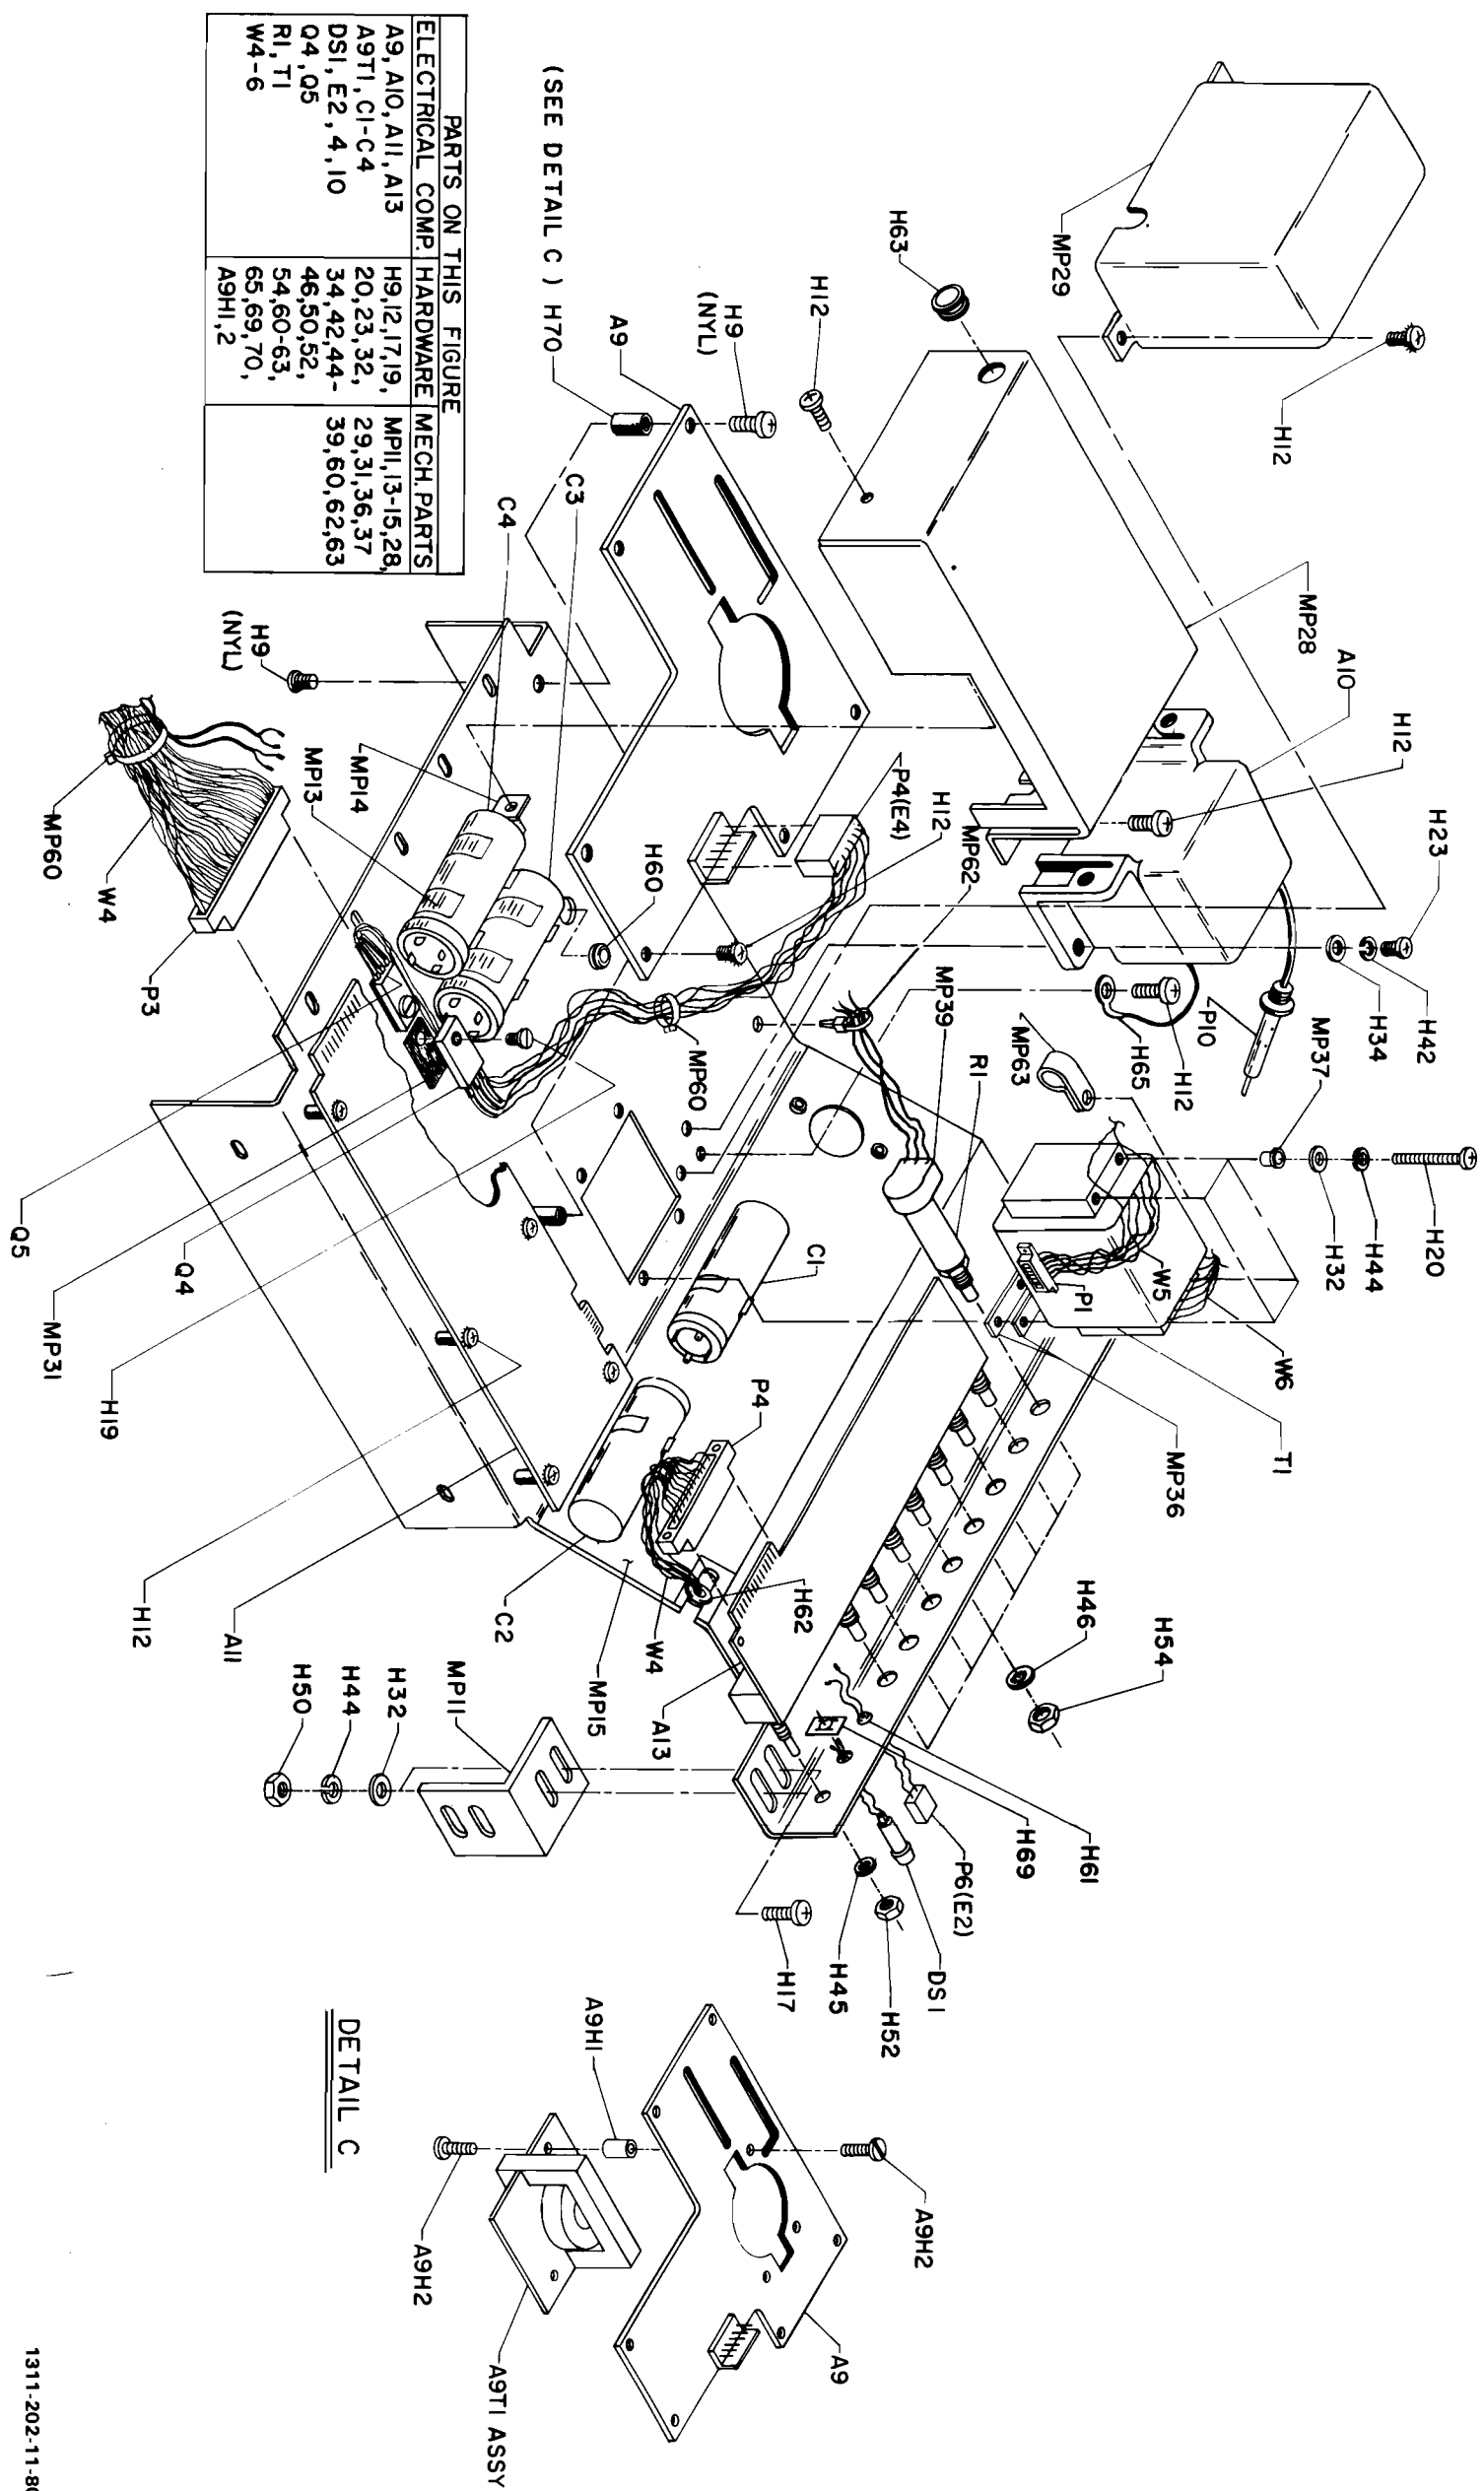 PARTS ON THIS FIGURE
ELECTRICAL COMP. HARDWARE MECH. PARTS
A9, A10, A11, A13
A9T1, C1-C4
DS1, E2, 4, 10
Q4, Q5
R1, T1
W4-6
H9,12,17,19,
20,23,32,
34,42,44-
46,50,52,
54,60-63,
65,69,70,
A9H1,2
MP11,13-15,28,
29,31,36,37
39,60,62,63
MP29
H12
H63
H12
H9
(NYL)
A9
(SEE DETAIL C) H70
MP28
A10
H12
H23
H42
H34
P10
H12
H65
P4(E4)
H12
MP62
C3
C4
H9
(NYL)
MP14
MP13
H60
MP60
W4
P3
MP60
MP39
R1
MP63
MP37
H20
H44
H32
W5
P1
W6
T1
MP36
C1
P4
Q5
MP31
Q4
H19
H12
A11
C2
MP15
W4
H62
A13
H46
H54
H50
H44
H32
MP11
H61
H69
P6(E2)
DS1
H52
H45
H17
DETAIL C
A9H1
A9H2
A9H2
A9
A9T1 ASSY